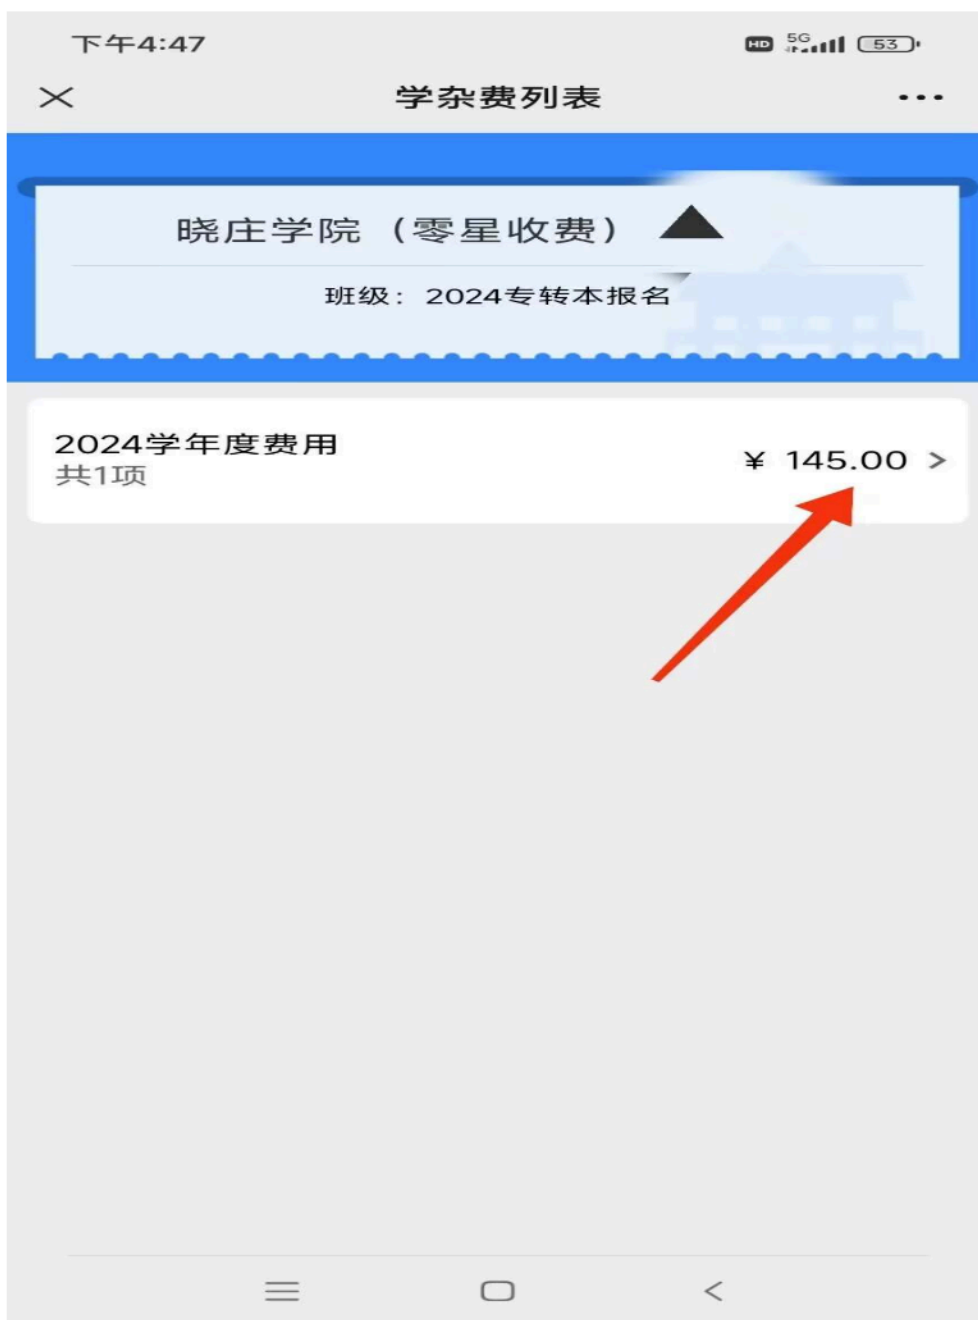 下午4:47
HD 5G 53
学杂费列表
晓庄学院（零星收费）
班级：2024专转本报名
2024学年度费用
¥ 145.00 >
共1项